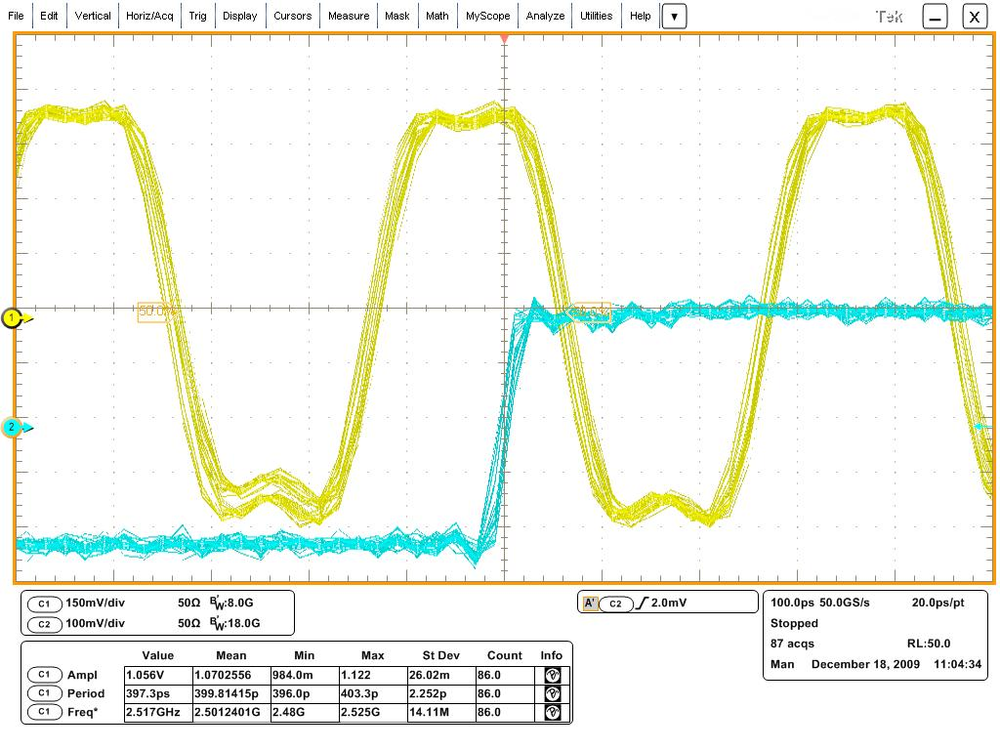 File Edit Vertical Horiz/Acq Trig Display Cursors Measure Mask Math MyScope Analyze Utilities Help ▼ Tek X
50.0%
1
2
C1 150mV/div 50Ω BW:8.0G
C2 100mV/div 50Ω BW:18.0G
A' C2 2.0mV
100.0ps 50.0GS/s 20.0ps/pt
Stopped
87 acqs RL:50.0
Man December 18, 2009 11:04:34
Value Mean Min Max St Dev Count Info
C1 Ampl 1.056V 1.0702556 984.0m 1.122 26.02m 86.0
C1 Period 397.3ps 399.81415p 396.0p 403.3p 2.252p 86.0
C1 Freq* 2.517GHz 2.5012401G 2.48G 2.525G 14.11M 86.0